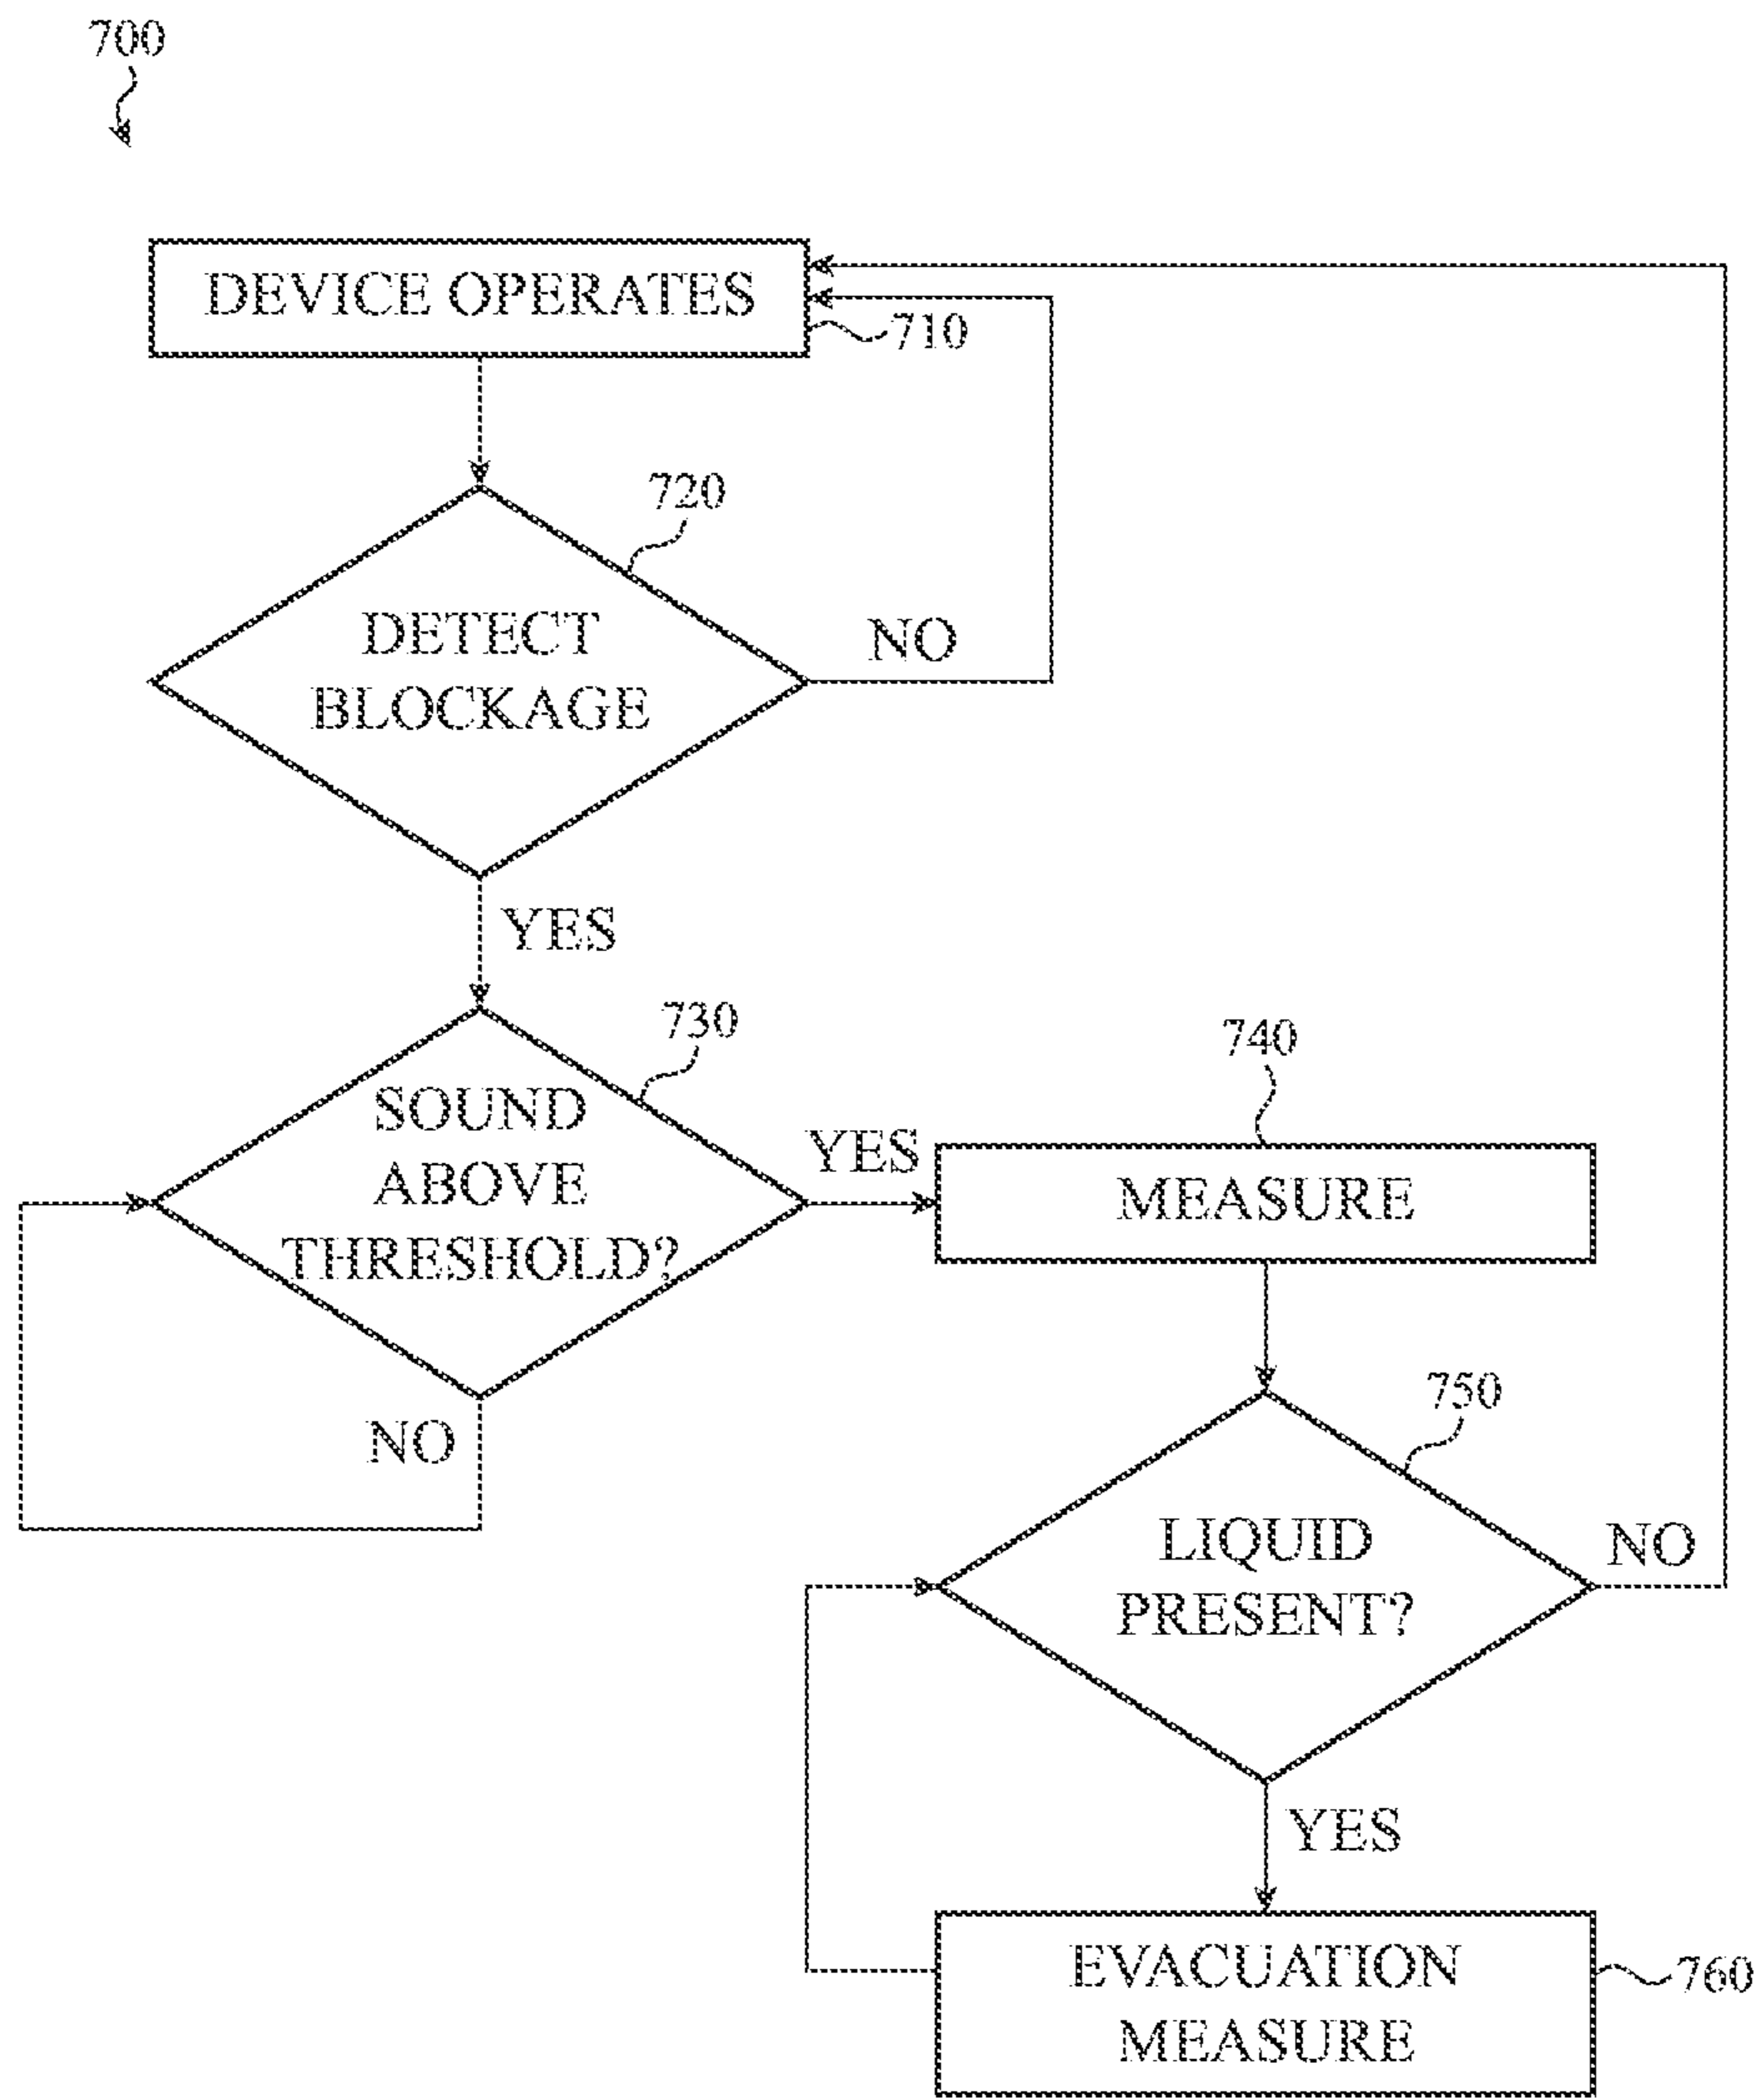 700
DEVICE OPERATES
710
720
DETECT
BLOCKAGE
NO
YES
730
SOUND
ABOVE
THRESHOLD?
YES
NO
740
MEASURE
750
LIQUID
PRESENT?
NO
YES
EVACUATION
MEASURE
760